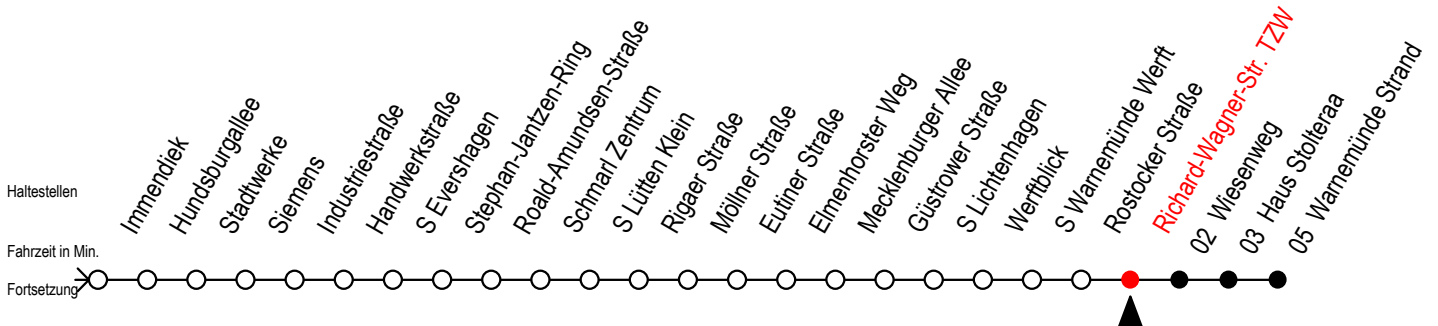 Haltestellen
Immendiek
Hundsburgallee
Stadtwerke
Siemens
Industriestraße
Handwerkstraße
S Evershagen
Stephan-Jantzen-Ring
Roald-Amundsen-Straße
Schmarl Zentrum
S Lütten Klein
Rigaer Straße
Möllner Straße
Eutiner Straße
Elmenhorster Weg
Mecklenburger Allee
Güstrower Straße
S Lichtenhagen
Werftblick
S Warnemünde Werft
Rostocker Straße
Richard-Wagner-Str. TZW
02 Wiesenweg
03 Haus Stolteraa
05 Warnemünde Strand
Fahrzeit in Min.
Fortsetzung